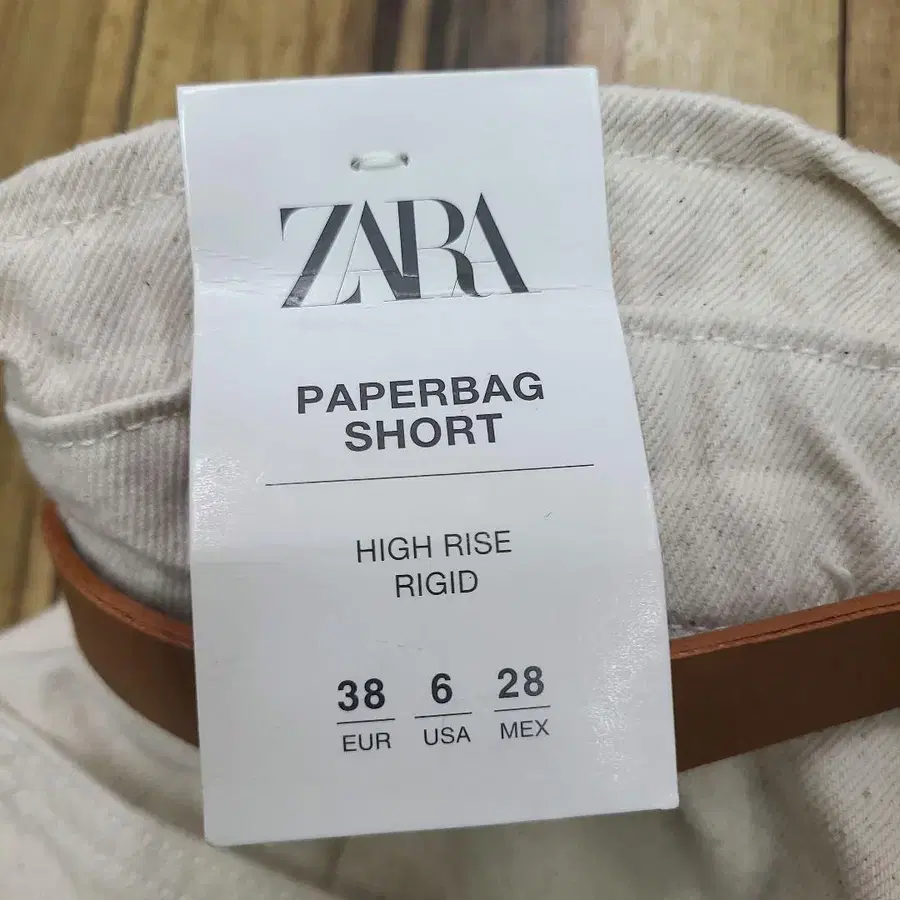 ZARA
PAPERBAG
SHORT
HIGH RISE
RIGID
38 6 28
EUR USA MEX